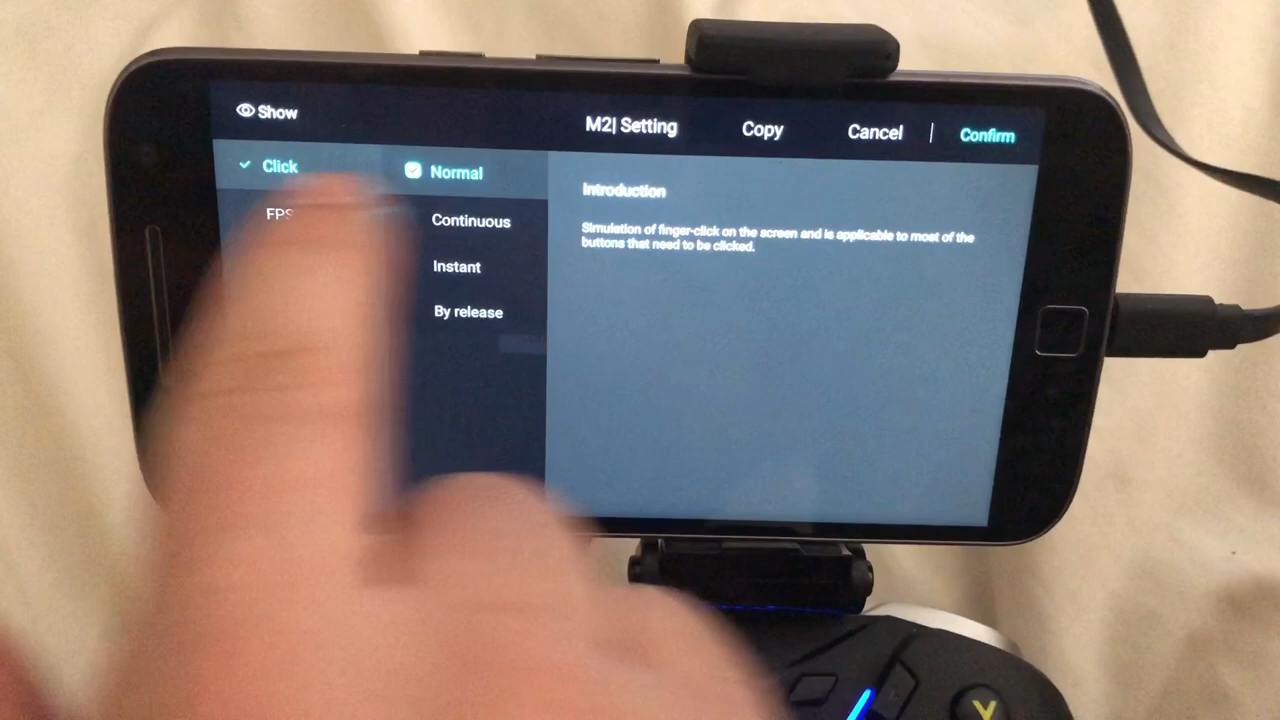 Show
M2| Setting
Copy
Cancel
Confirm
Click
Normal
FPS
Continuous
Instant
By release
Introduction
Simulation of finger-click on the screen and is applicable to most of the
buttons that need to be clicked.
Y